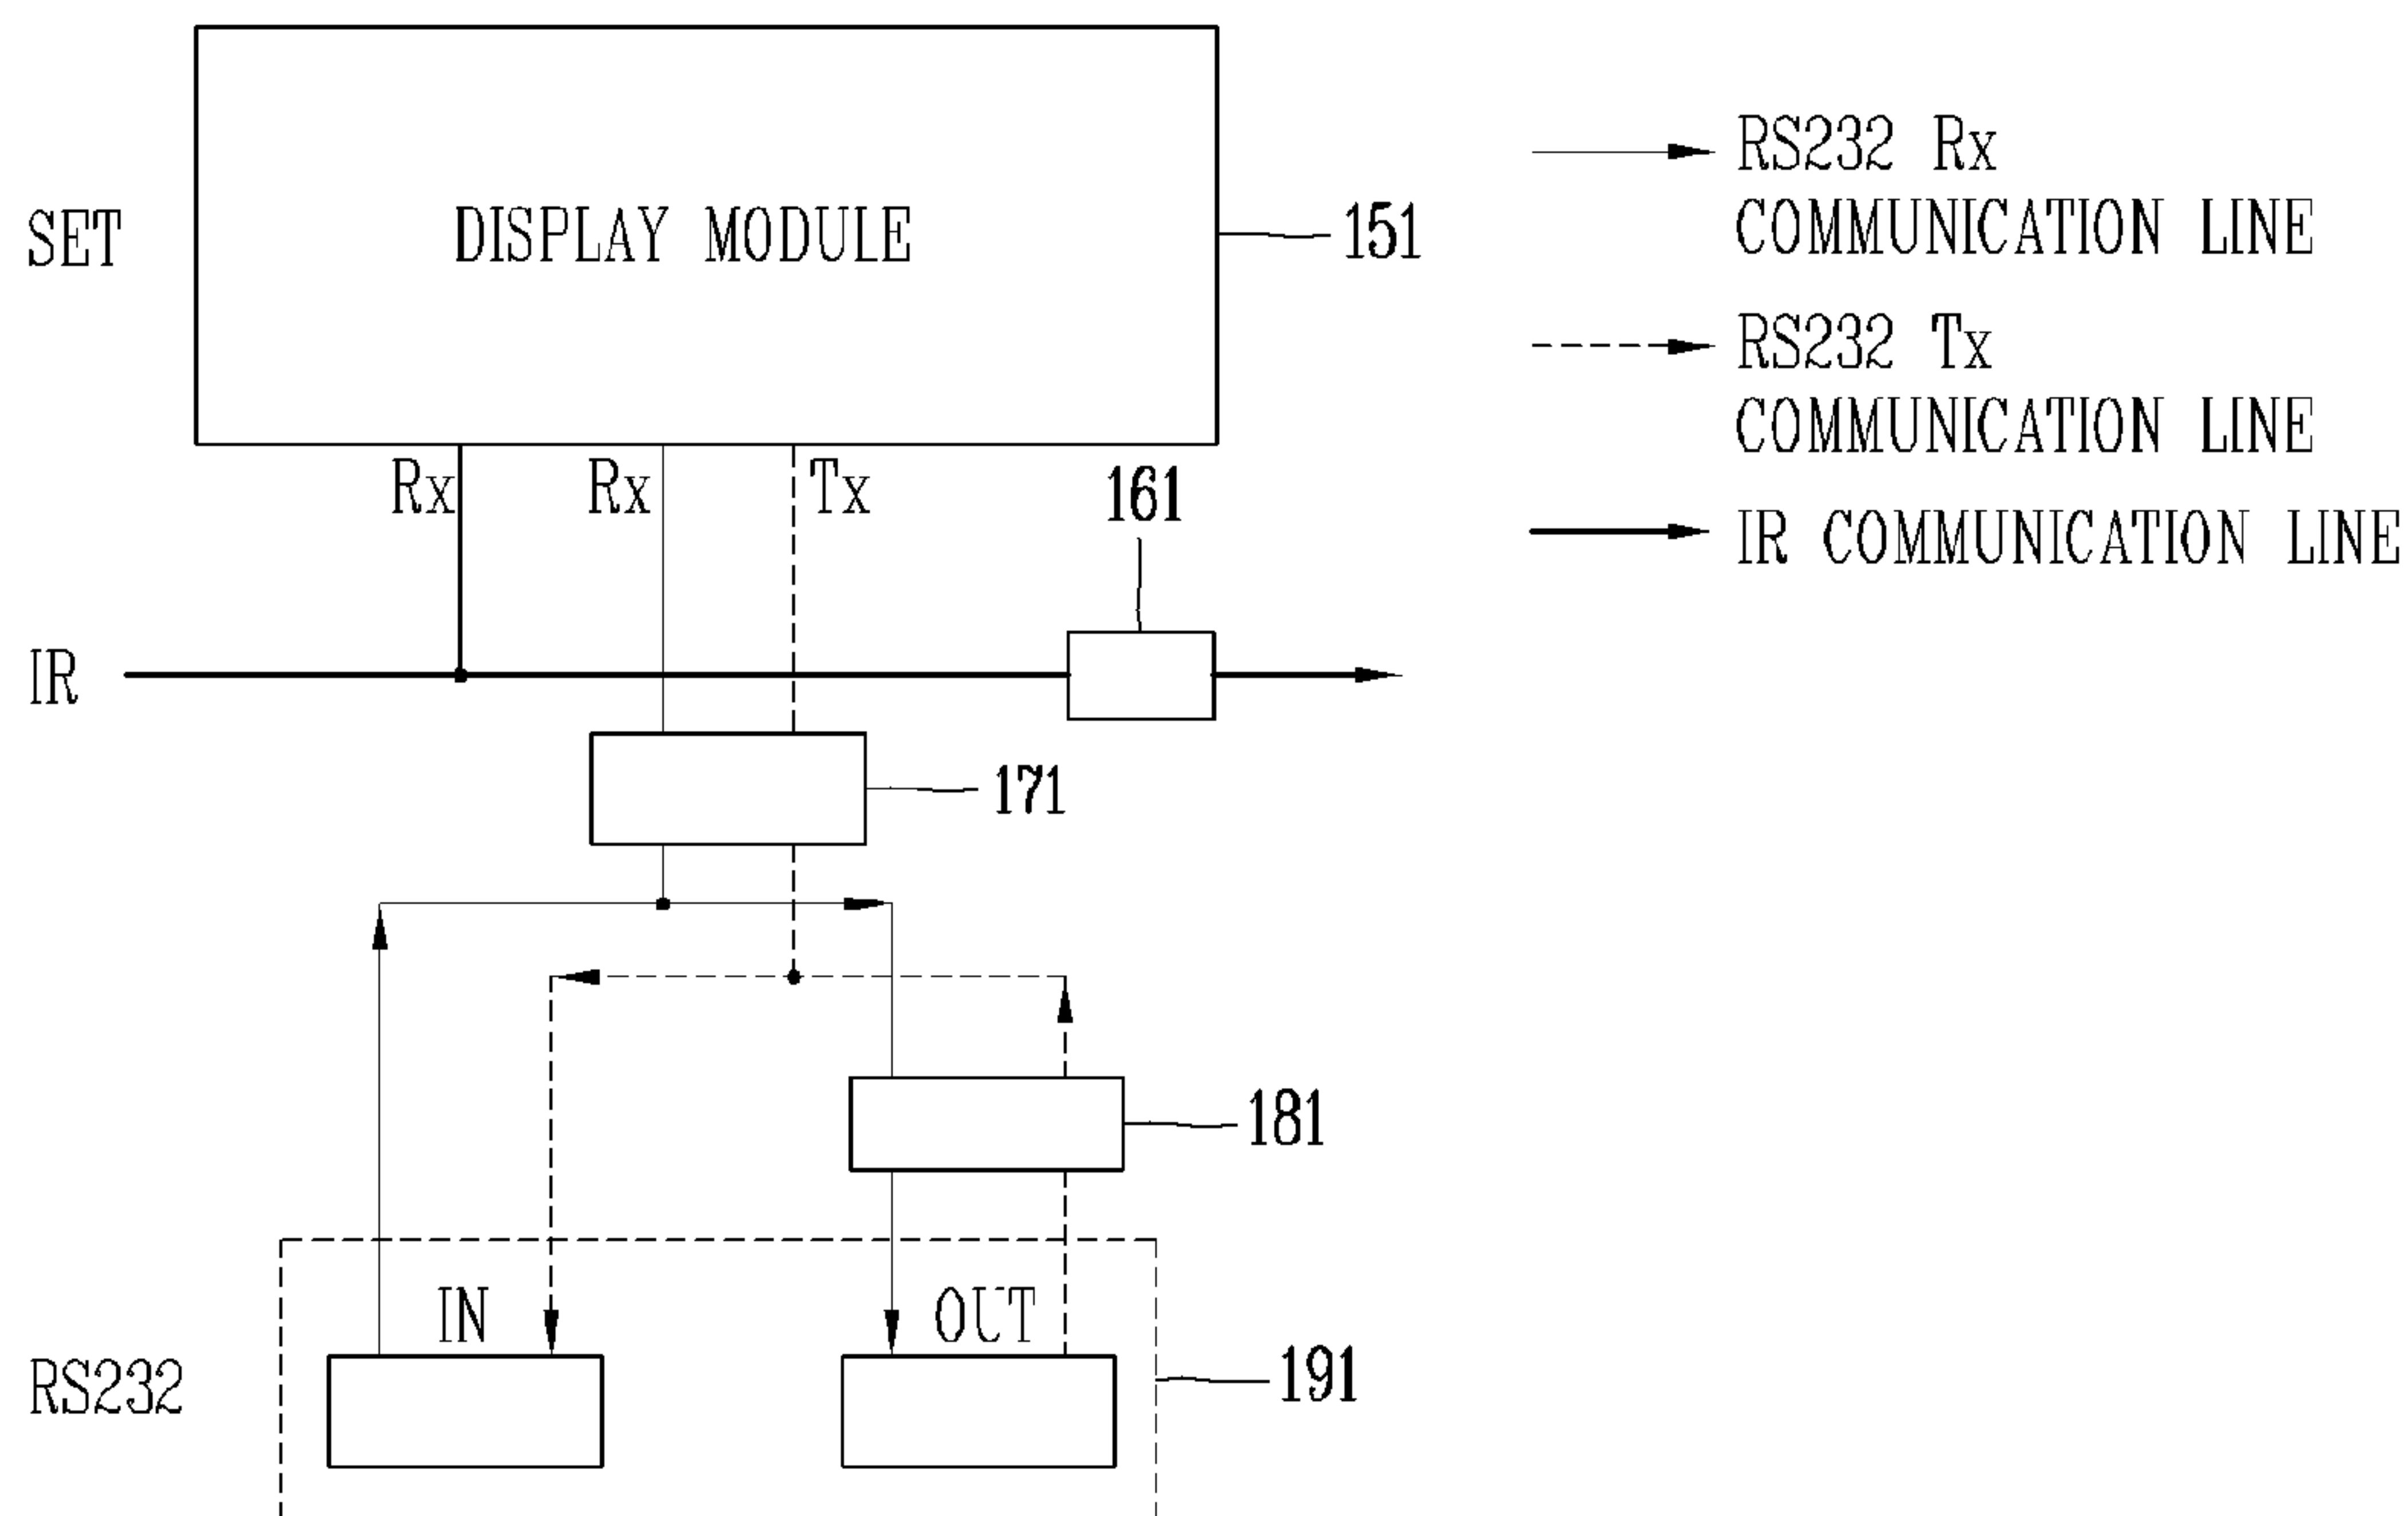 SET
DISPLAY MODULE
151
RS232 Rx
COMMUNICATION LINE
RS232 Tx
COMMUNICATION LINE
IR COMMUNICATION LINE
Rx
Rx
Tx
161
IR
171
181
IN
OUT
RS232
191